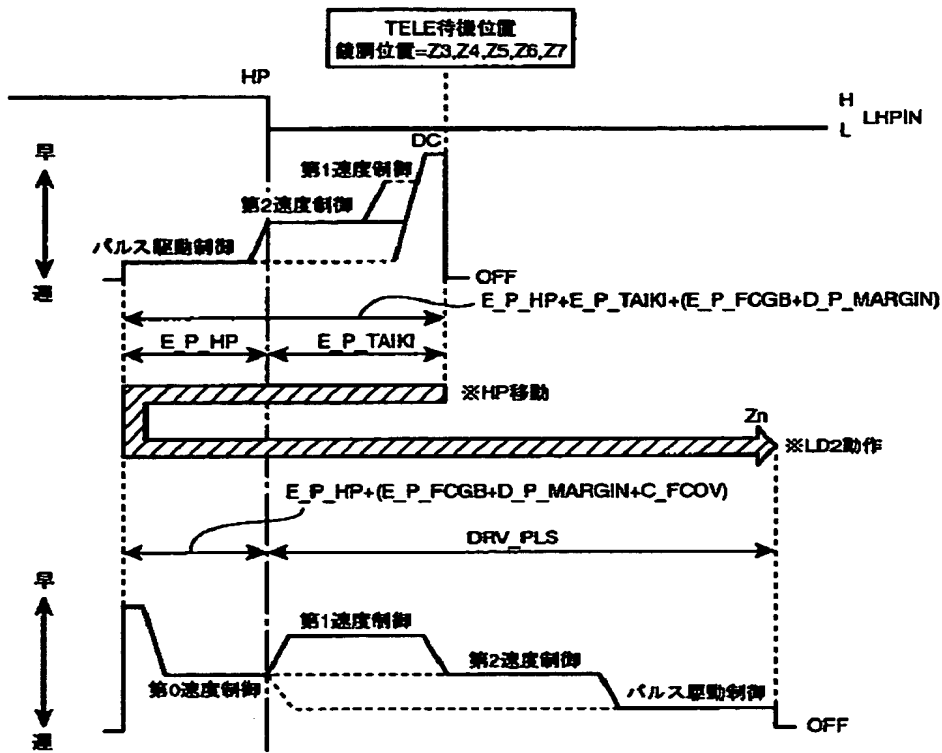 TELE待機位置
鏡胴位置=Z3,Z4,Z5,Z6,Z7
HP
H
L
LHPIN
DC
早
第1速度制御
第2速度制御
パルス駆動制御
遅
OFF
E_P_HP+E_P_TAIKI+(E_P_FCGB+D_P_MARGIN)
E_P_HP
E_P_TAIKI
※HP移動
Zn
※LD2動作
E_P_HP+(E_P_FCGB+D_P_MARGIN+C_FCOV)
DRV_PLS
早
第1速度制御
第2速度制御
第0速度制御
パルス駆動制御
遅
OFF